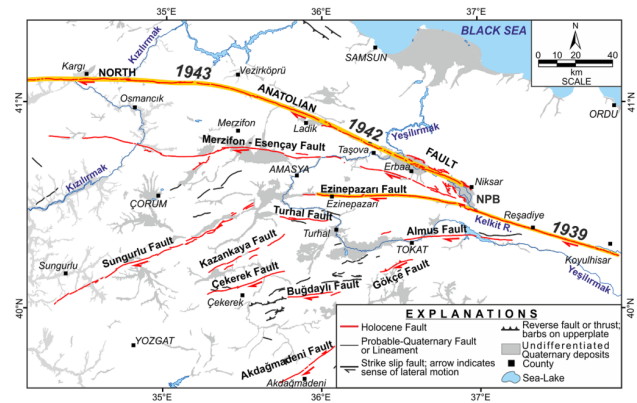 35°E
36°E
37°E
BLACK SEA
N
0 20 40
km
SCALE
Kızılırmak
Kargı
NORTH
1943
Vezirköprü
SAMSUN
ORDU
41°N
41°N
Osmancık
ANATOLIAN
Ladik
1942
Yeşilırmak
Merzifon
Merzifon - Esençay Fault
Taşova
FAULT
Erbaa
Niksar
NPB
Kızılırmak
AMASYA
ÇORUM
Ezinepazarı Fault
Ezinepazarı
Kelkit R.
Reşadiye
1939
Koyulhisar
Turhal Fault
Turhal
Almus Fault
TOKAT
Yeşilırmak
Sungurlu Fault
Sungurlu
Kazankaya Fault
Çekerek Fault
Çekerek
Buğdaylı Fault
Gökçe Fault
40°N
40°N
YOZGAT
Akdağmadeni Fault
Akdağmadeni
EXPLANATIONS
Holocene Fault
Probable-Quaternary Fault
or Lineament
Strike slip fault; arrow indicates
sense of lateral motion
Reverse fault or thrust;
barbs on upperplate
Undifferentiated
Quaternary deposits
County
Sea-Lake
35°E
36°E
37°E